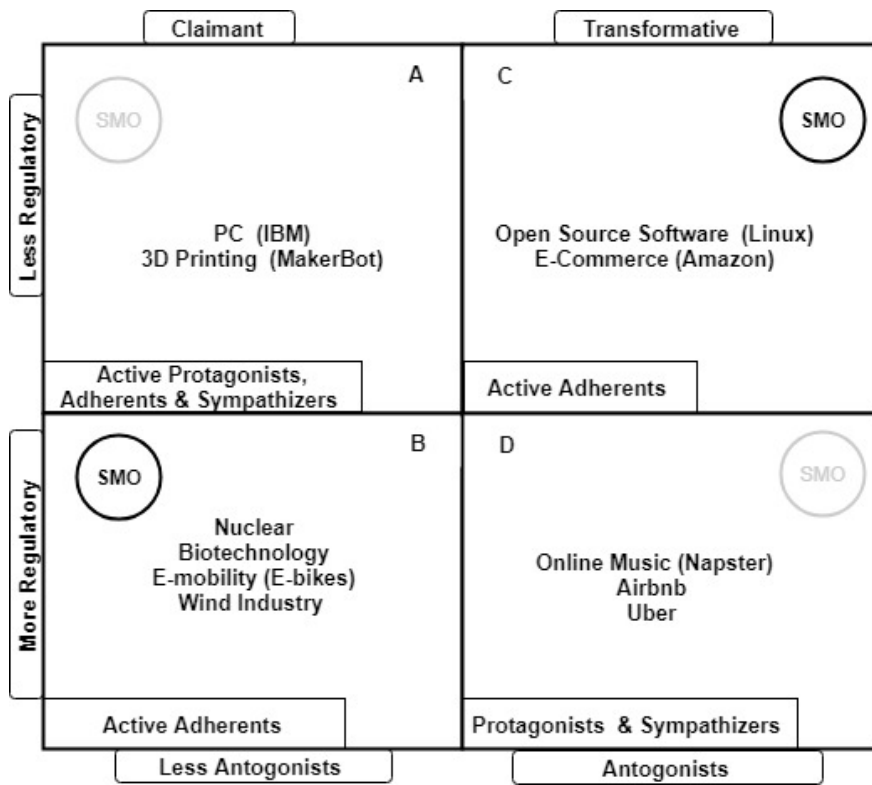 Claimant
Transformative
Less Regulatory
A
SMO
PC (IBM)
3D Printing (MakerBot)
Active Protagonists,
Adherents & Sympathizers
C
SMO
Open Source Software (Linux)
E-Commerce (Amazon)
Active Adherents
More Regulatory
B
SMO
Nuclear
Biotechnology
E-mobility (E-bikes)
Wind Industry
Active Adherents
D
SMO
Online Music (Napster)
Airbnb
Uber
Protagonists & Sympathizers
Less Antogonists
Antogonists